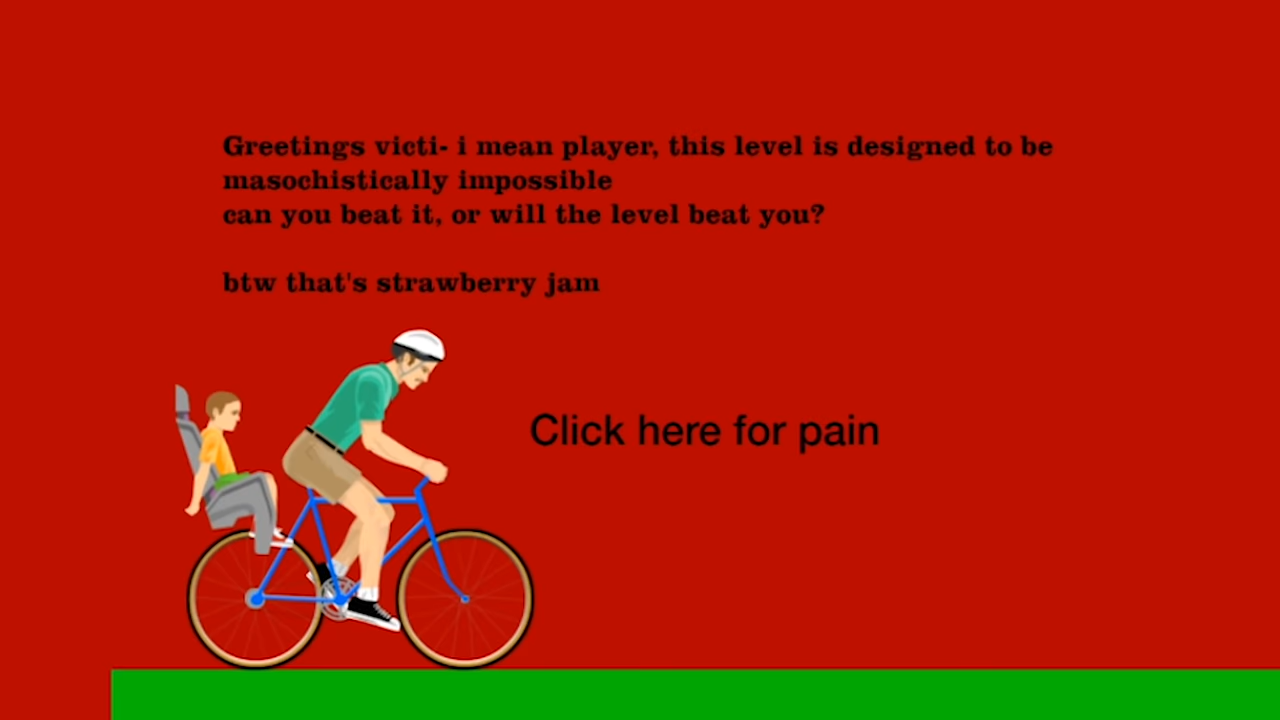 Greetings victi- i mean player, this level is designed to be
masochistically impossible
can you beat it, or will the level beat you?
btw that's strawberry jam
Click here for pain